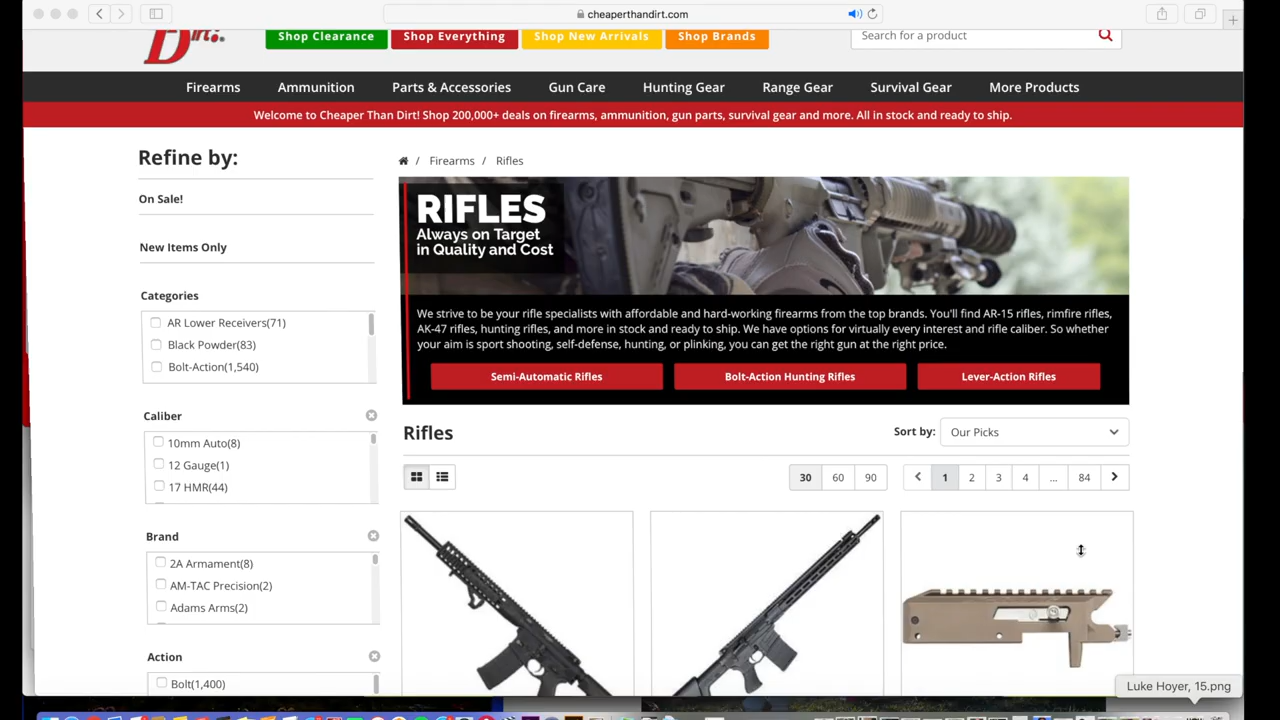 cheaperthandirt.com
Dirt!
Shop Clearance
Shop Everything
Shop New Arrivals
Shop Brands
Search for a product
Firearms
Ammunition
Parts & Accessories
Gun Care
Hunting Gear
Range Gear
Survival Gear
More Products
Welcome to Cheaper Than Dirt! Shop 200,000+ deals on firearms, ammunition, gun parts, survival gear and more. All in stock and ready to ship.
Refine by:
On Sale!
New Items Only
Categories
AR Lower Receivers(71)
Black Powder(83)
Bolt-Action(1,540)
Caliber
10mm Auto(8)
12 Gauge(1)
17 HMR(44)
Brand
2A Armament(8)
AM-TAC Precision(2)
Adams Arms(2)
Action
Bolt(1,400)
/ Firearms / Rifles
RIFLES
Always on Target
in Quality and Cost
We strive to be your rifle specialists with affordable and hard-working firearms from the top brands. You'll find AR-15 rifles, rimfire rifles,
AK-47 rifles, hunting rifles, and more in stock and ready to ship. We have options for virtually every interest and rifle caliber. So whether
your aim is sport shooting, self-defense, hunting, or plinking, you can get the right gun at the right price.
Semi-Automatic Rifles
Bolt-Action Hunting Rifles
Lever-Action Rifles
Rifles
Sort by:
Our Picks
30 60 90
1 2 3 4 ... 84
Luke Hoyer, 15.png